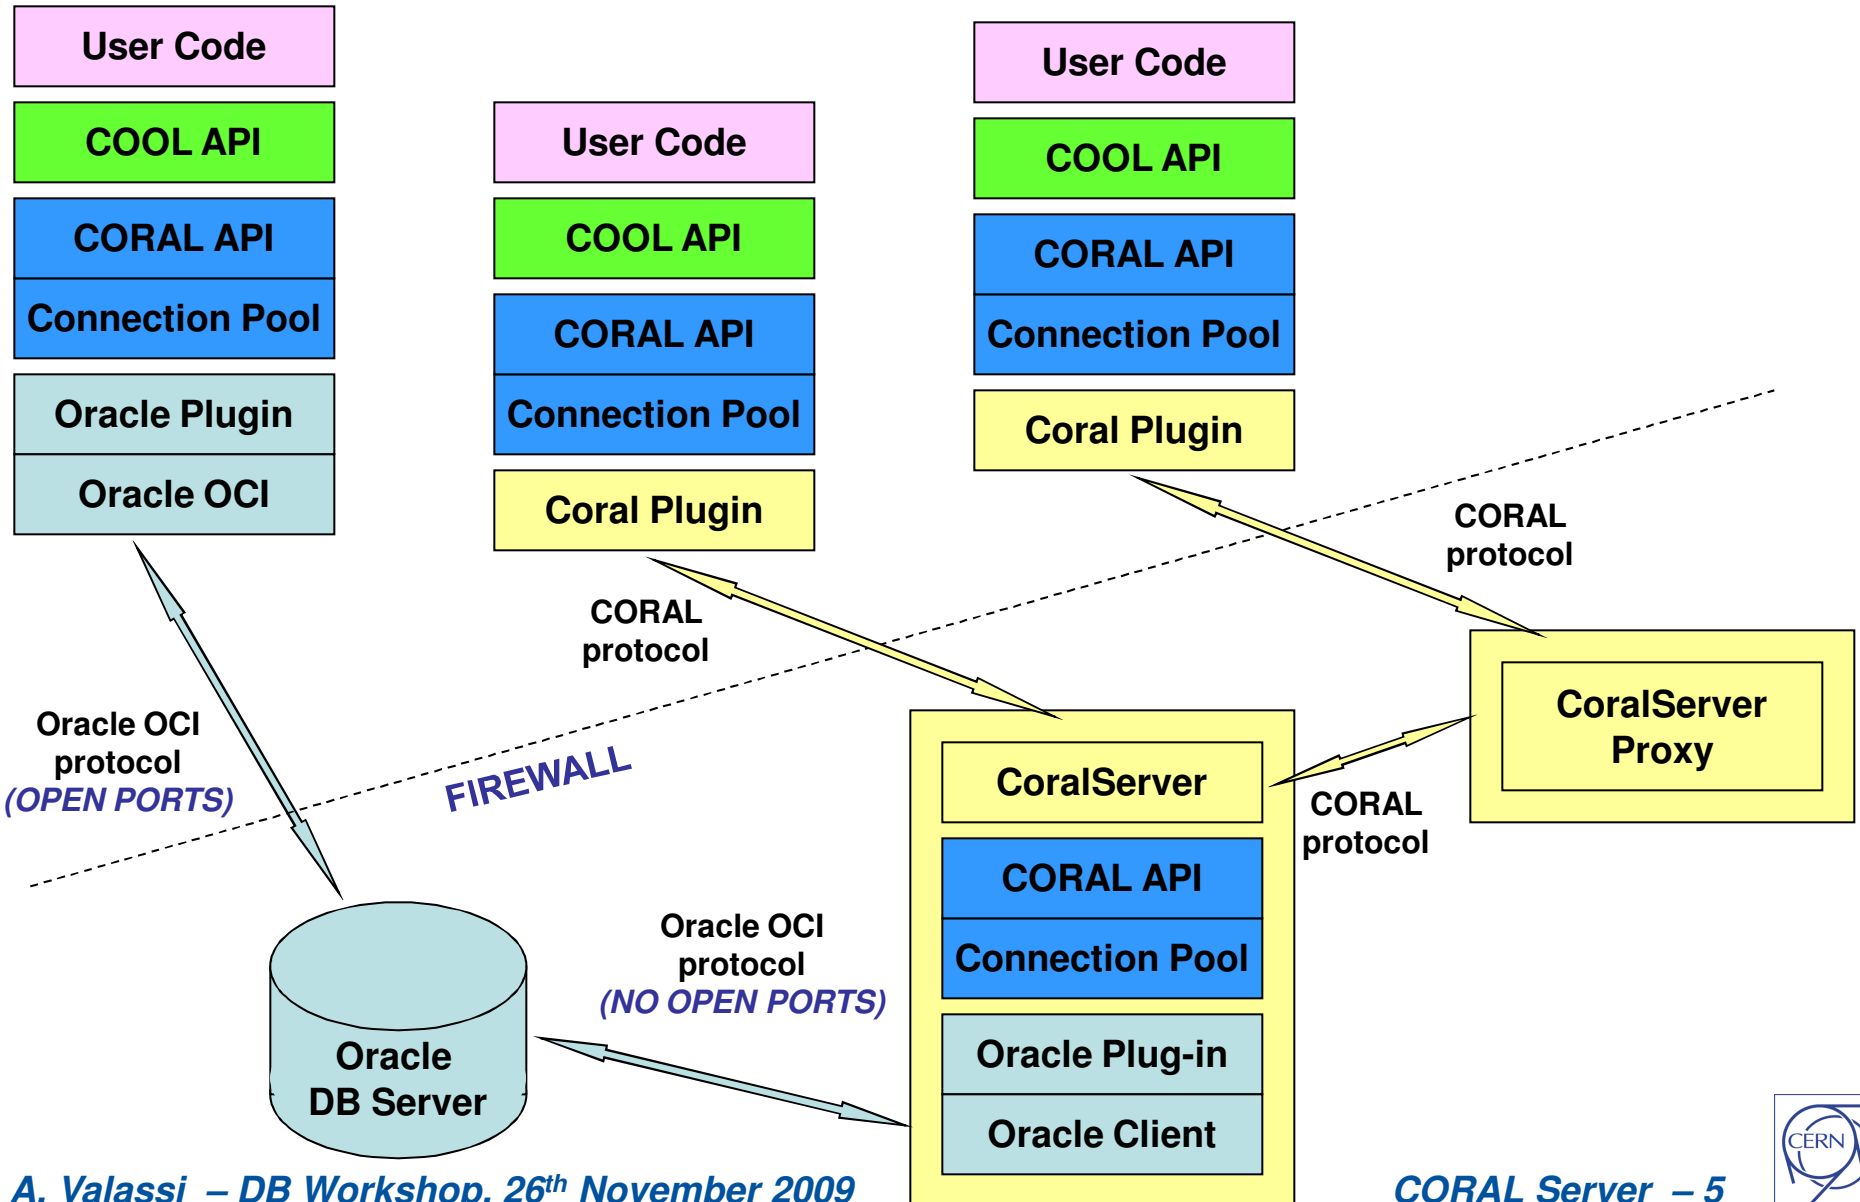 User Code
COOL API
CORAL API
Connection Pool
Oracle Plugin
Oracle OCI
User Code
COOL API
CORAL API
Connection Pool
Coral Plugin
User Code
COOL API
CORAL API
Connection Pool
Coral Plugin
CORAL
protocol
CORAL
protocol
Oracle OCI
protocol
(OPEN PORTS)
FIREWALL
CoralServer
Proxy
CORAL
protocol
CoralServer
CORAL API
Connection Pool
Oracle Plug-in
Oracle Client
Oracle OCI
protocol
(NO OPEN PORTS)
Oracle
DB Server
A. Valassi – DB Workshop, 26th November 2009
CORAL Server – 5
CERN